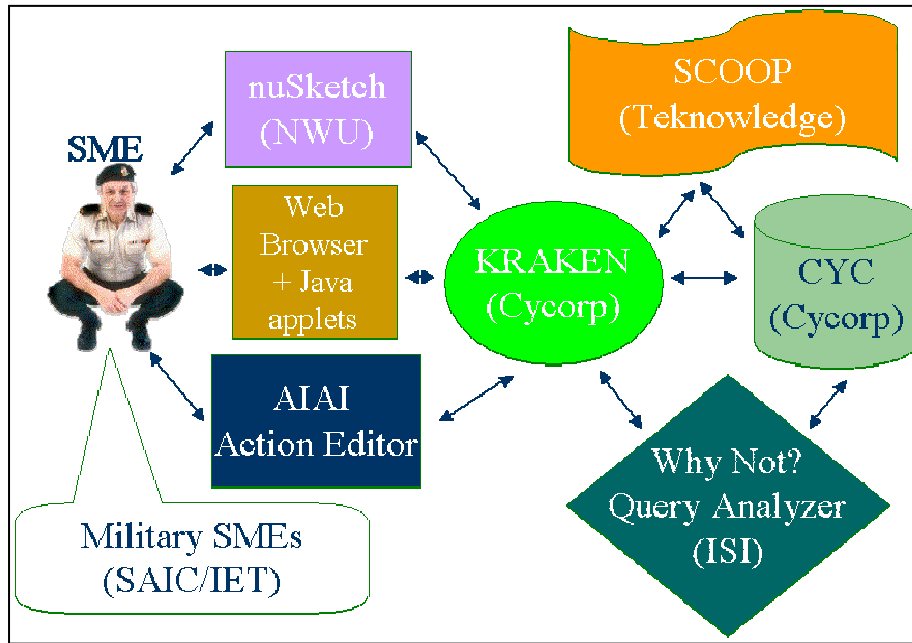 SME
nuSketch
(NWU)
Web
Browser
+ Java
applets
AIAI
Action Editor
Military SMEs
(SAIC/IET)
KRAKEN
(Cycorp)
SCOOP
(Teknowledge)
CYC
(Cycorp)
Why Not?
Query Analyzer
(ISI)